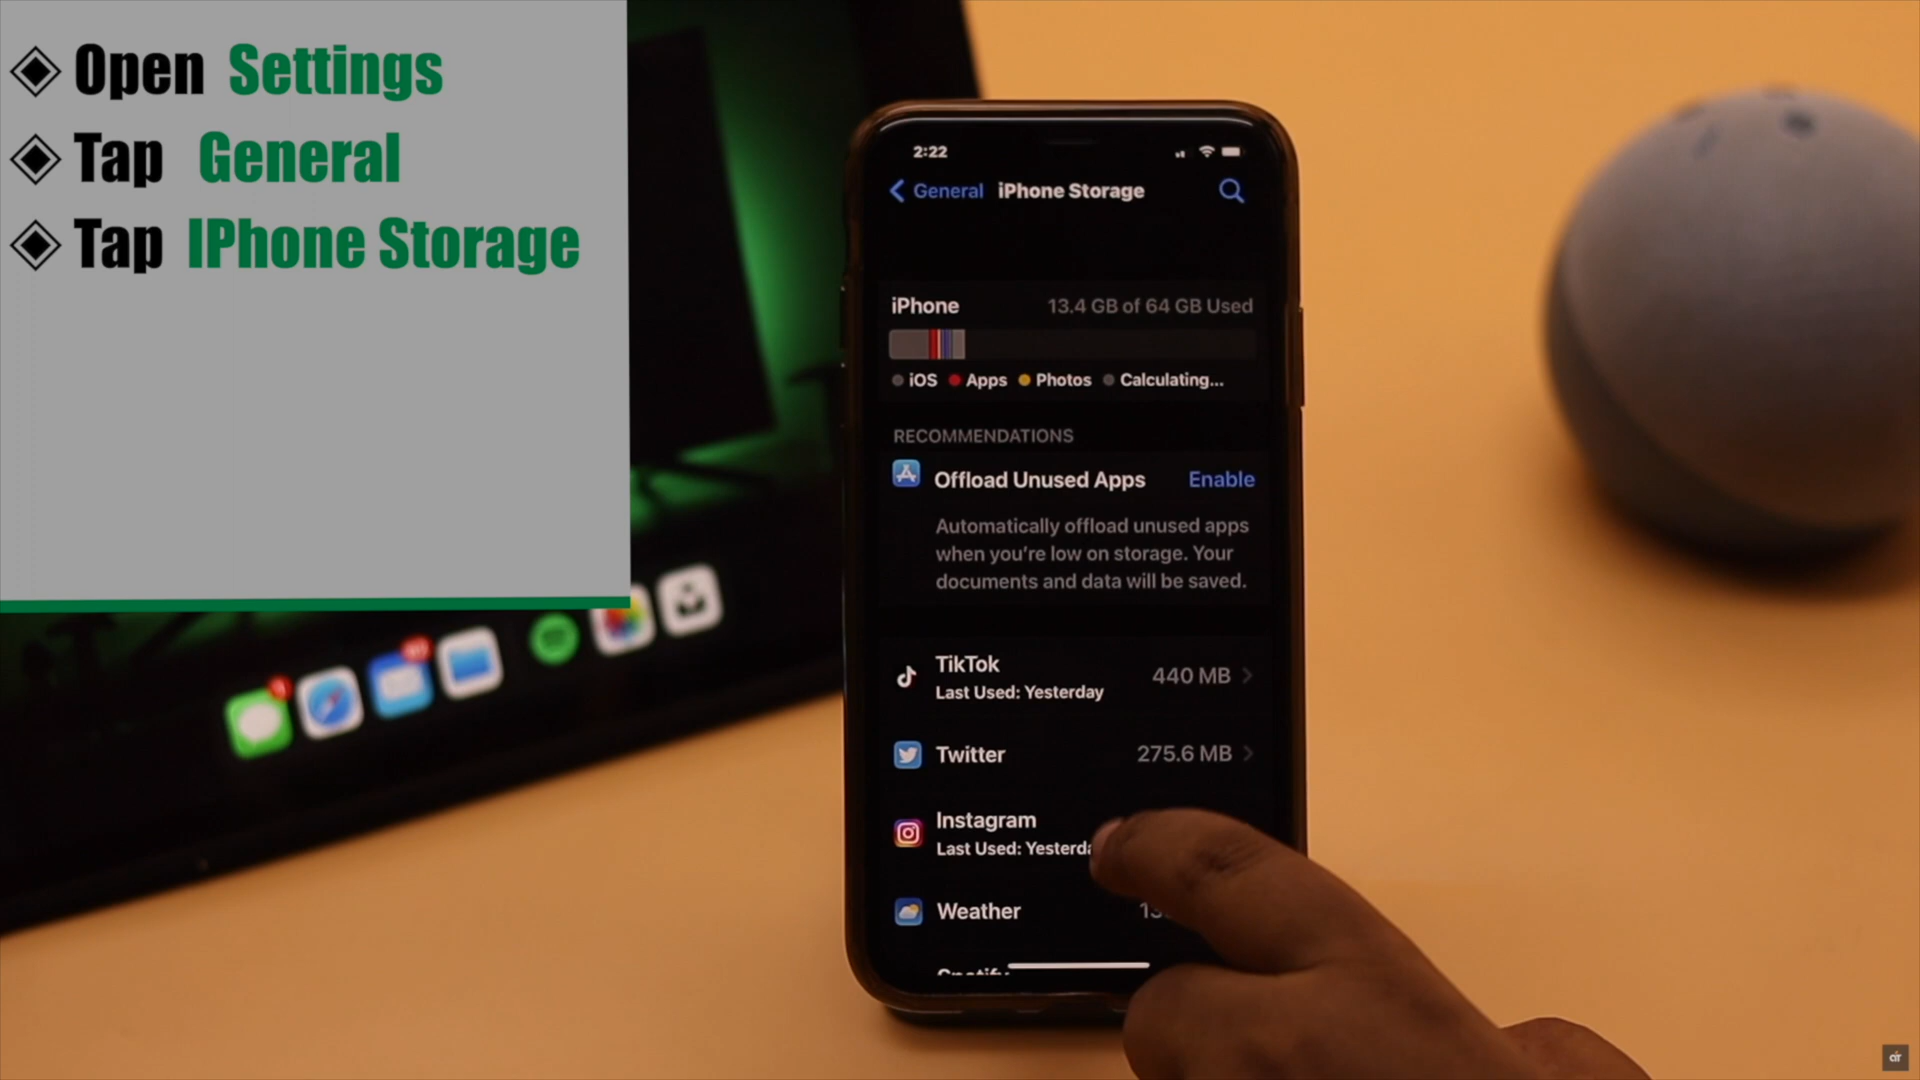 Open Settings
Tap General
Tap IPhone Storage
2:22
General iPhone Storage
iPhone 13.4 GB of 64 GB Used
iOS Apps Photos Calculating...
RECOMMENDATIONS
Offload Unused Apps Enable
Automatically offload unused apps
when you're low on storage. Your
documents and data will be saved.
TikTok 440 MB
Last Used: Yesterday
Twitter 275.6 MB
Instagram
Last Used:
Weather